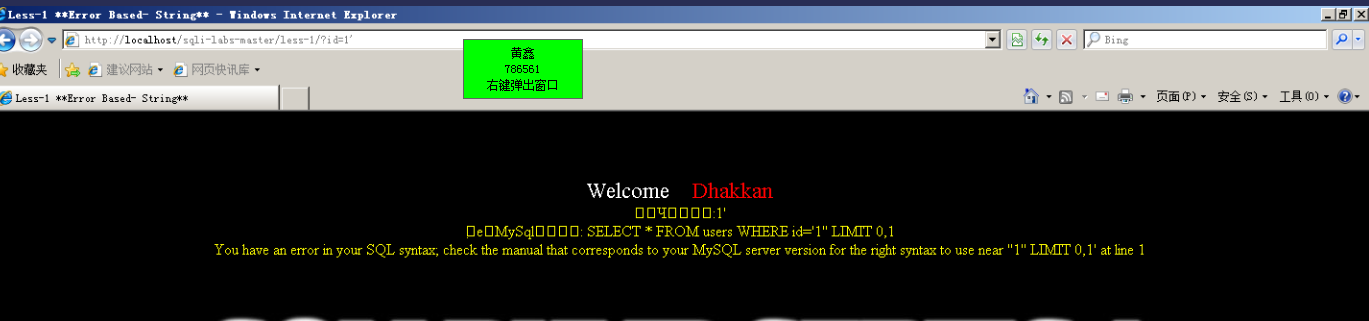 Less-1 **Error Based- String** - Windows Internet Explorer
http://localhost/sqli-labs-master/less-1/?id=1'
Bing
黄鑫
786561
右键弹出窗口
收藏夹 建议网站 网页快讯库
Less-1 **Error Based- String**
页面(P) 安全(S) 工具(O)
Welcome Dhakkan
:1'
MySql: SELECT * FROM users WHERE id='1'' LIMIT 0,1
You have an error in your SQL syntax; check the manual that corresponds to your MySQL server version for the right syntax to use near ''1'' LIMIT 0,1' at line 1